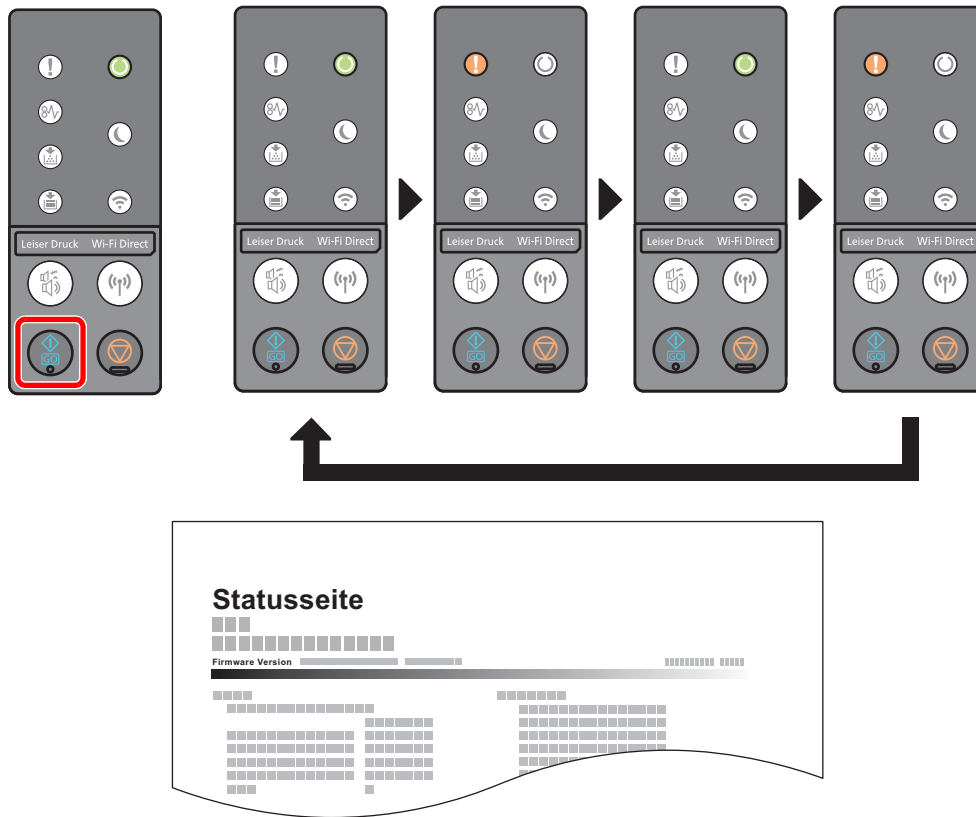 Leiser Druck Wi-Fi Direct
Leiser Druck Wi-Fi Direct
Leiser Druck Wi-Fi Direct
Leiser Druck Wi-Fi Direct
Leiser Druck Wi-Fi Direct
GO
GO
GO
GO
GO
Statusseite
Firmware Version